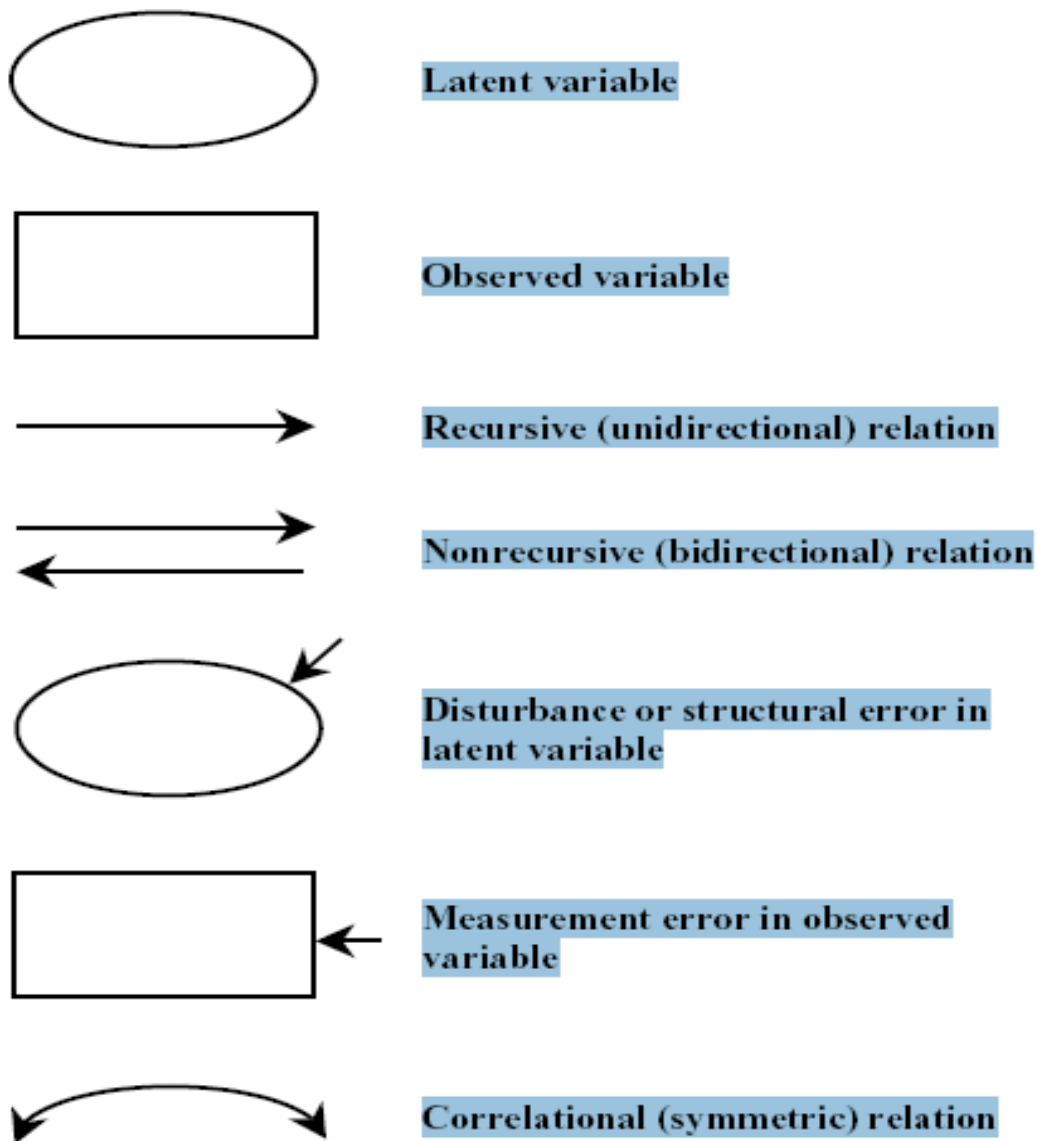 Latent variable
Observed variable
Recursive (unidirectional) relation
Nonrecursive (bidirectional) relation
Disturbance or structural error in
latent variable
Measurement error in observed
variable
Correlational (symmetric) relation